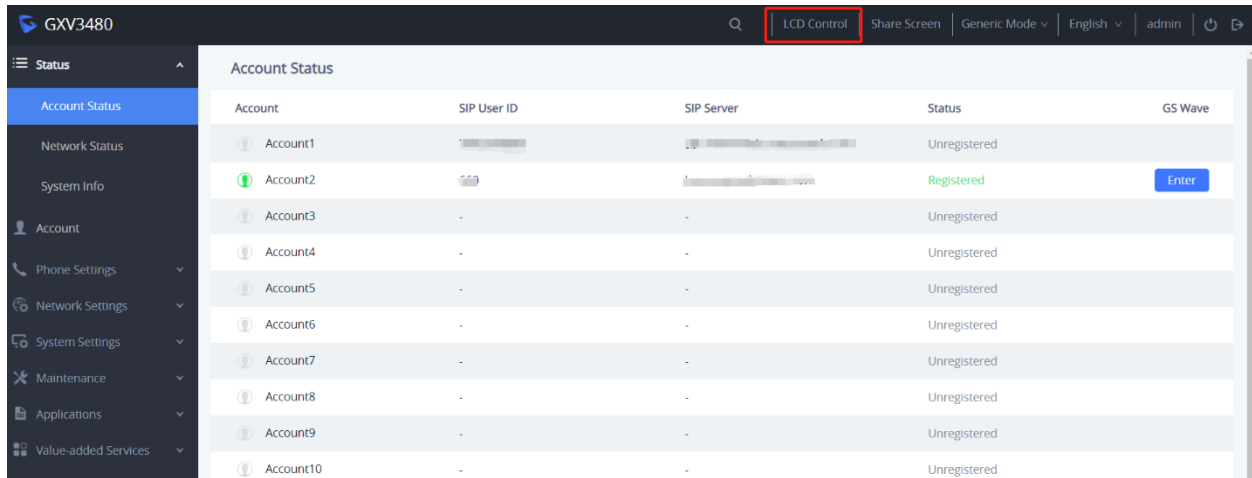 GXV3480
LCD Control
Share Screen
Generic Mode
English
admin
Status
Account Status
Network Status
System Info
Account
Phone Settings
Network Settings
System Settings
Maintenance
Applications
Value-added Services
Account Status
Account SIP User ID SIP Server Status GS Wave
Account1 Unregistered
Account2 Registered Enter
Account3 - - Unregistered
Account4 - - Unregistered
Account5 - - Unregistered
Account6 - - Unregistered
Account7 - - Unregistered
Account8 - - Unregistered
Account9 - - Unregistered
Account10 - - Unregistered